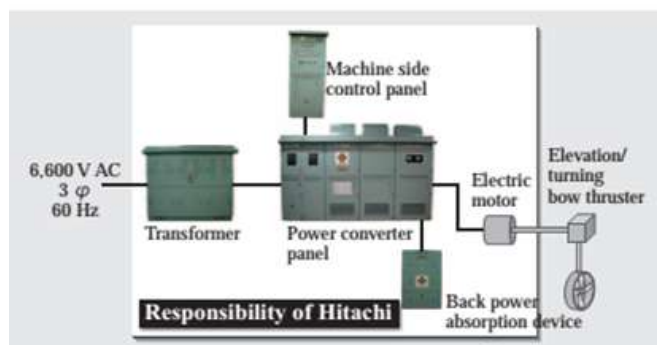 Machine side
control panel
6,600 V AC
3 φ
60 Hz
Transformer
Power converter
panel
Electric
motor
Elevation/
turning
bow thruster
Back power
absorption device
Responsibility of Hitachi